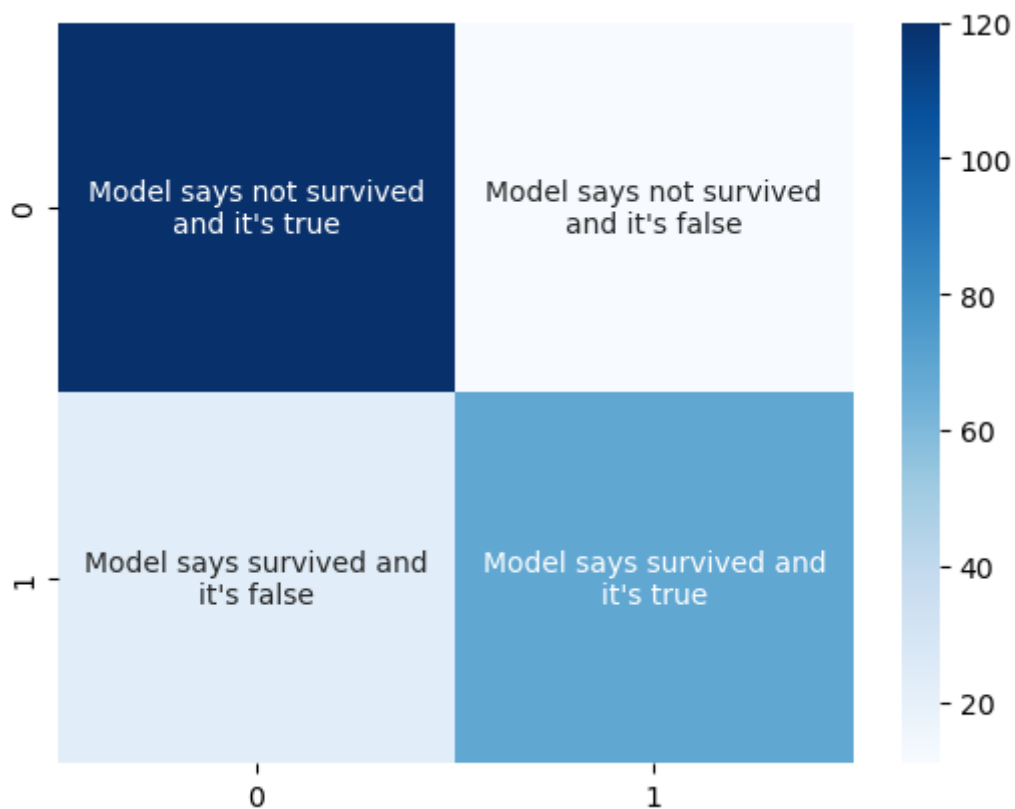 120
Model says not survived
and it's true
Model says not survived
and it's false
0
100
80
60
Model says survived and
it's false
Model says survived and
it's true
1
40
20
0
1